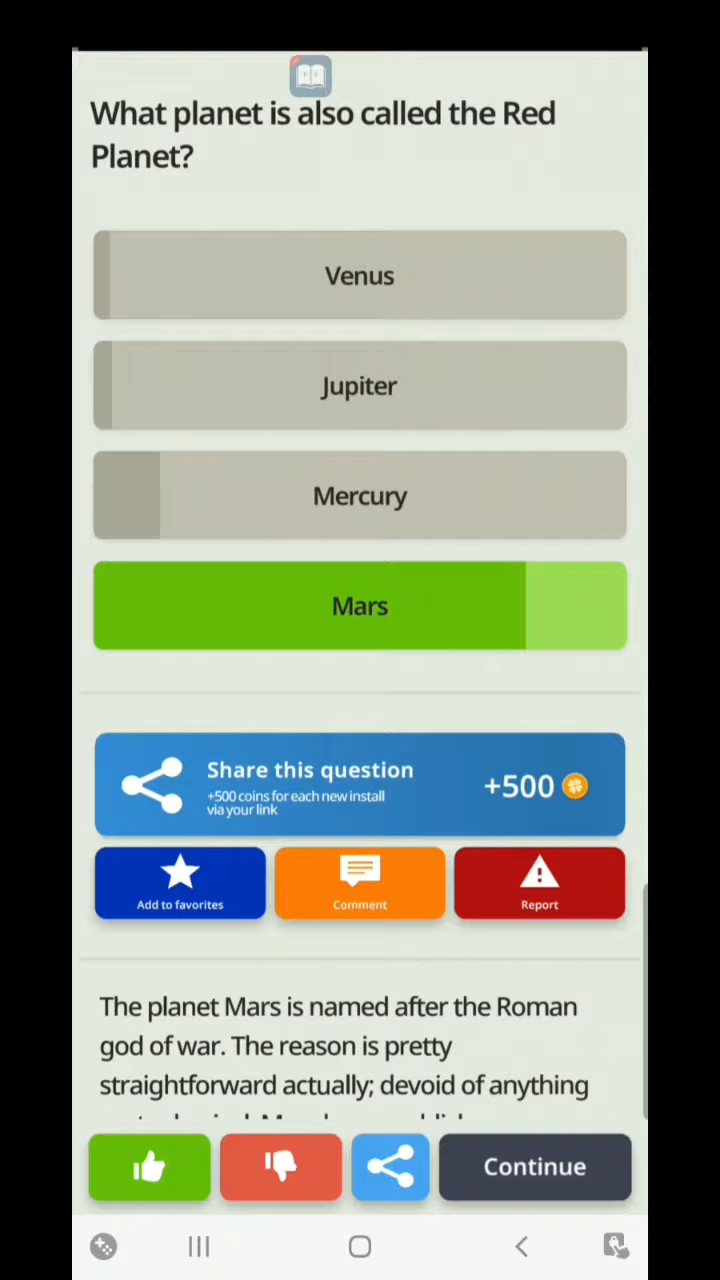 What planet is also called the Red
Planet?
Venus
Jupiter
Mercury
Mars
Share this question
+500 coins for each new install
via your link
+500
Add to favorites
Comment
Report
The planet Mars is named after the Roman
god of war. The reason is pretty
straightforward actually; devoid of anything
Continue